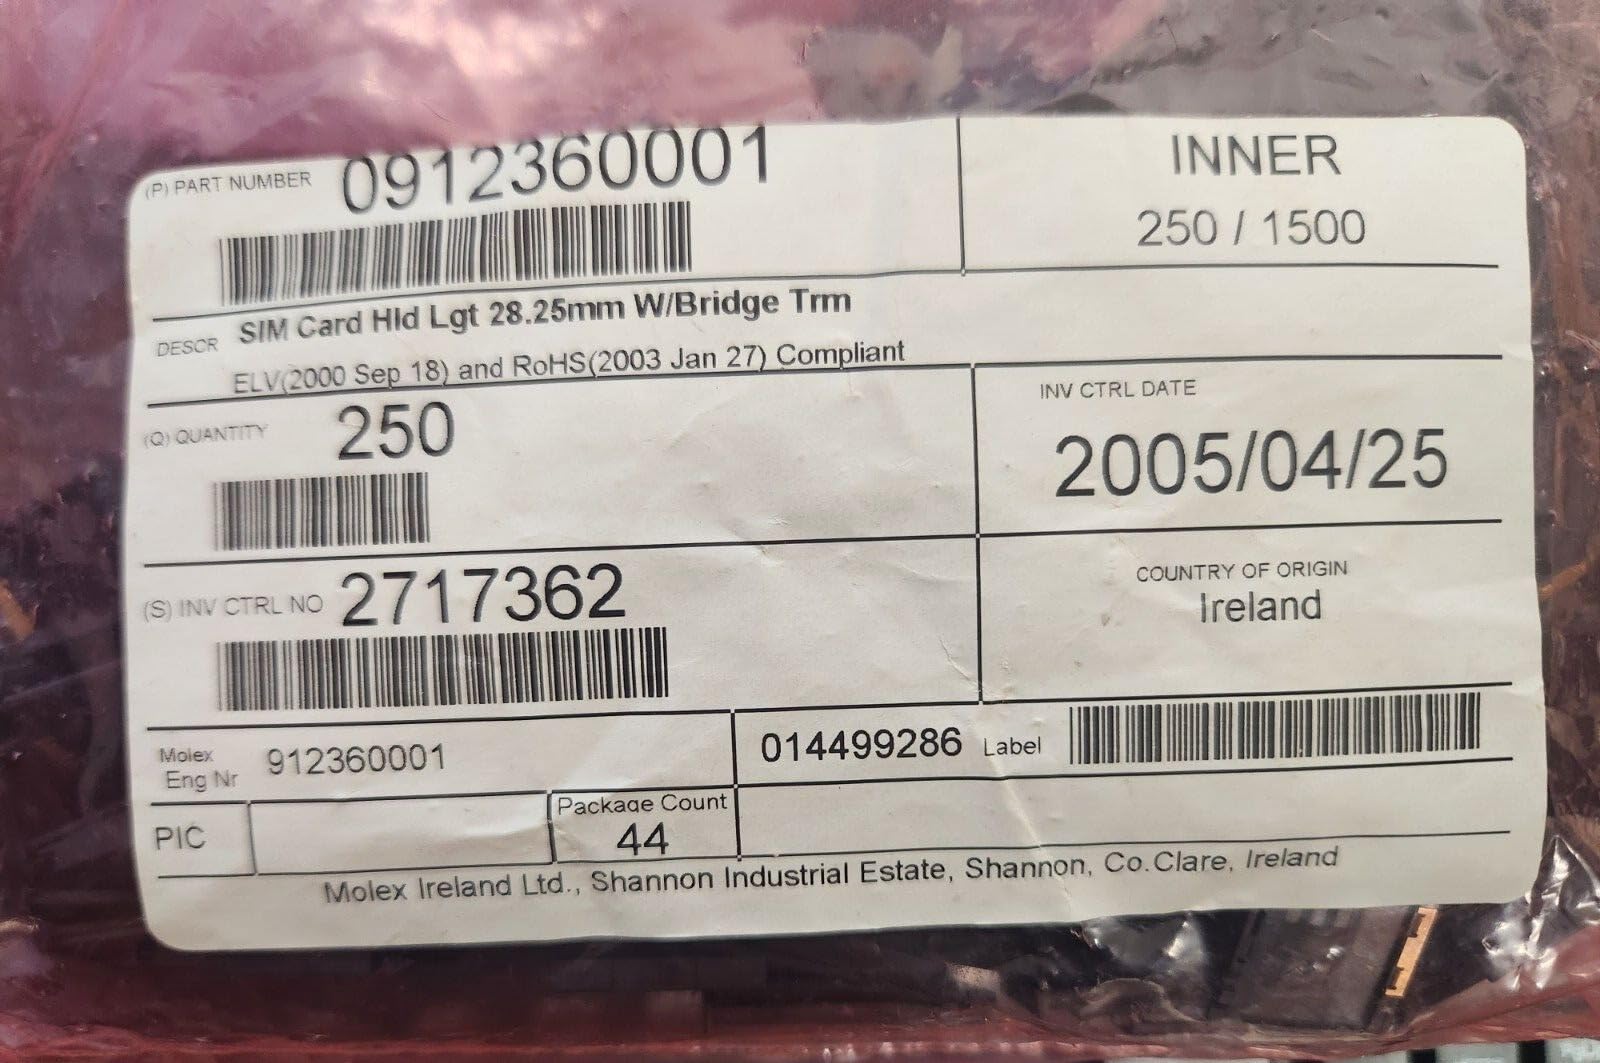 (P) PART NUMBER 0912360001
INNER
250 / 1500
DESCR SIM Card Hld Lgt 28.25mm W/Bridge Trm
ELV(2000 Sep 18) and RoHS(2003 Jan 27) Compliant
(Q) QUANTITY 250
INV CTRL DATE
2005/04/25
(S) INV CTRL NO 2717362
COUNTRY OF ORIGIN
Ireland
Molex
Eng Nr 912360001
014499286 Label
PIC
Package Count
44
Molex Ireland Ltd., Shannon Industrial Estate, Shannon, Co.Clare, Ireland